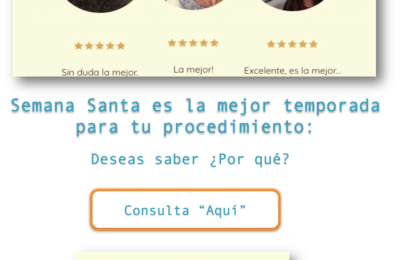 Sin duda la mejor.
La mejor!
Excelente, es la mejor...
Semana Santa es la mejor temporada
para tu procedimiento:
Deseas saber ¿Por qué?
Consulta “Aquí”